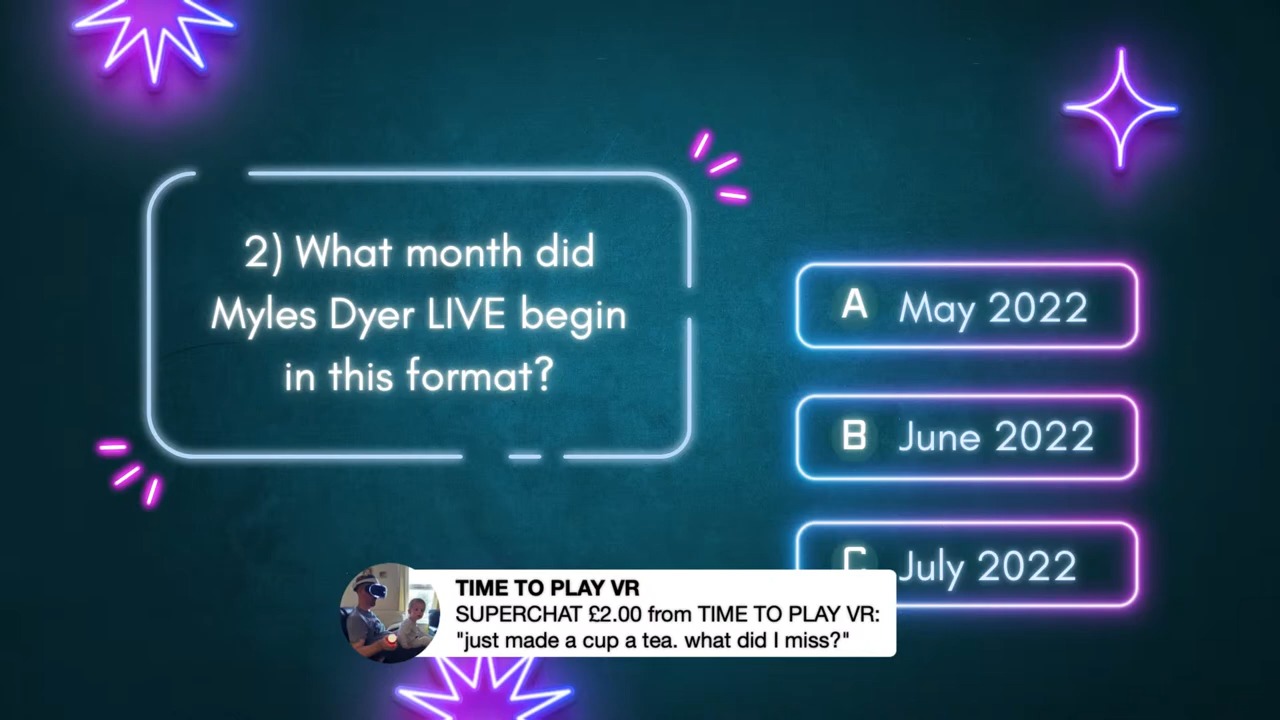 2) What month did
Myles Dyer LIVE begin
in this format?
A May 2022
B June 2022
C July 2022
TIME TO PLAY VR
SUPERCHAT £2.00 from TIME TO PLAY VR:
"just made a cup a tea. what did I miss?"